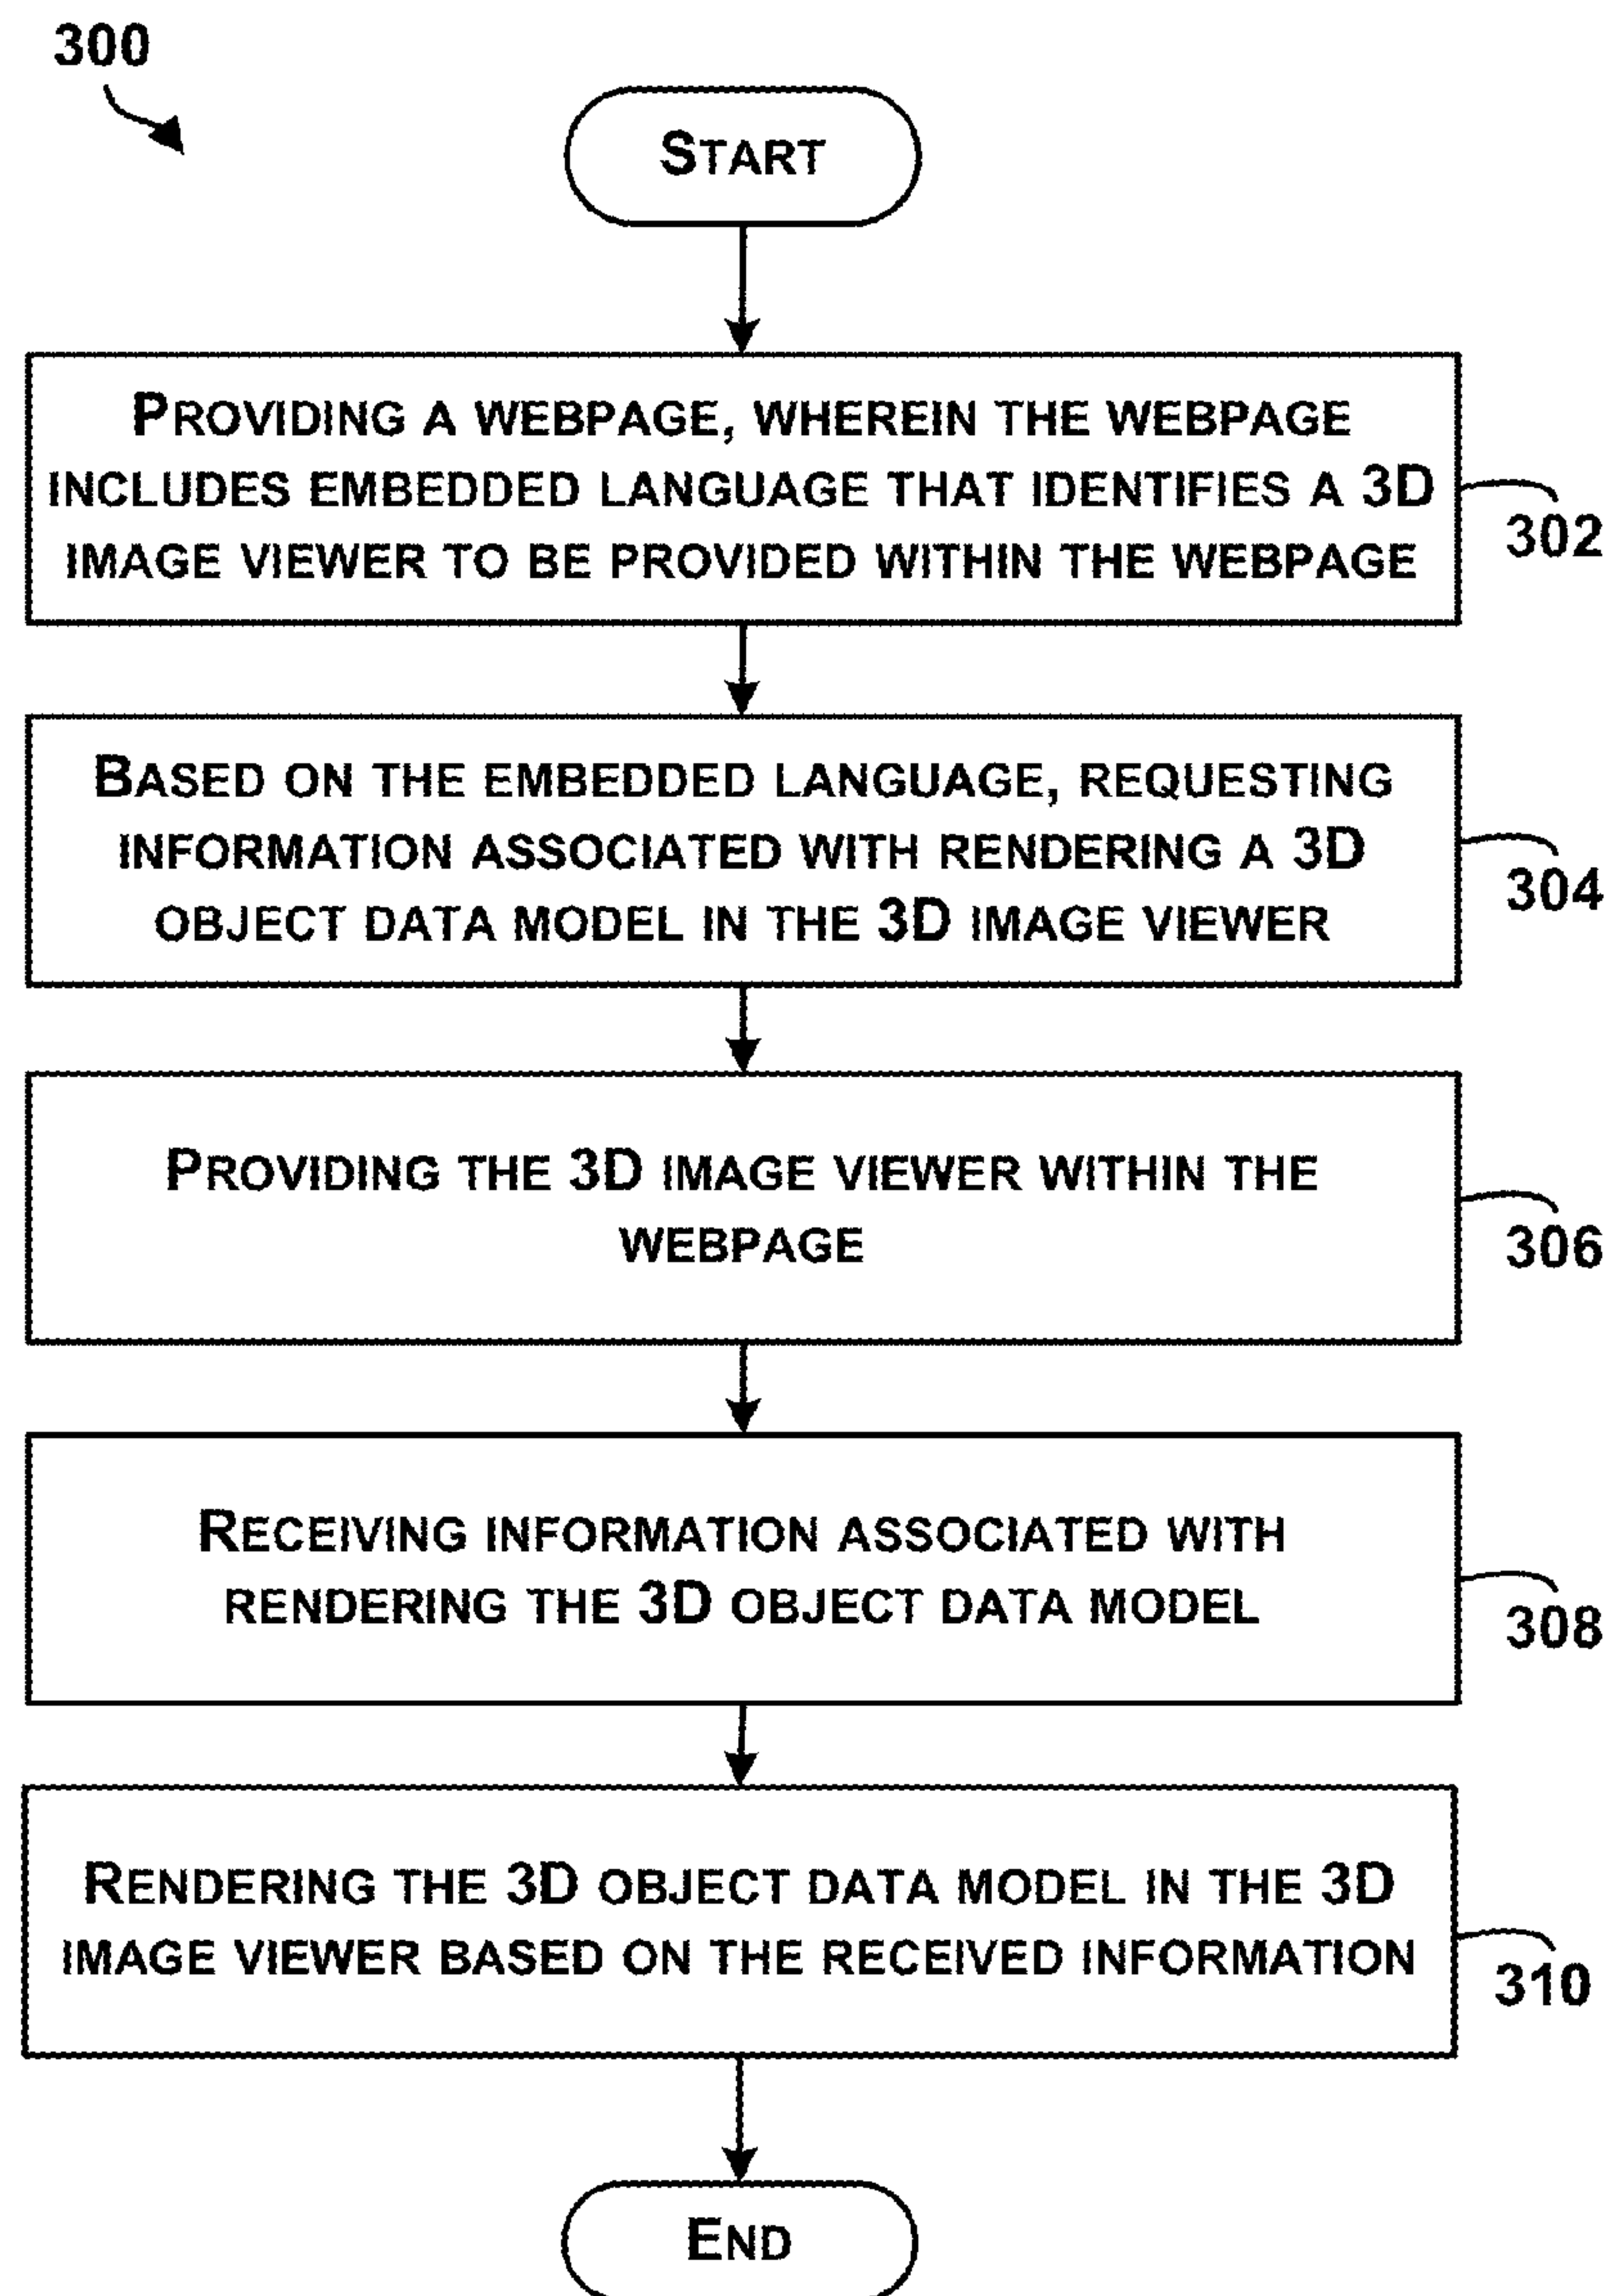 300
START
PROVIDING A WEBPAGE, WHEREIN THE WEBPAGE
INCLUDES EMBEDDED LANGUAGE THAT IDENTIFIES A 3D
IMAGE VIEWER TO BE PROVIDED WITHIN THE WEBPAGE
302
BASED ON THE EMBEDDED LANGUAGE, REQUESTING
INFORMATION ASSOCIATED WITH RENDERING A 3D
OBJECT DATA MODEL IN THE 3D IMAGE VIEWER
304
PROVIDING THE 3D IMAGE VIEWER WITHIN THE
WEBPAGE
306
RECEIVING INFORMATION ASSOCIATED WITH
RENDERING THE 3D OBJECT DATA MODEL
308
RENDERING THE 3D OBJECT DATA MODEL IN THE 3D
IMAGE VIEWER BASED ON THE RECEIVED INFORMATION
310
END